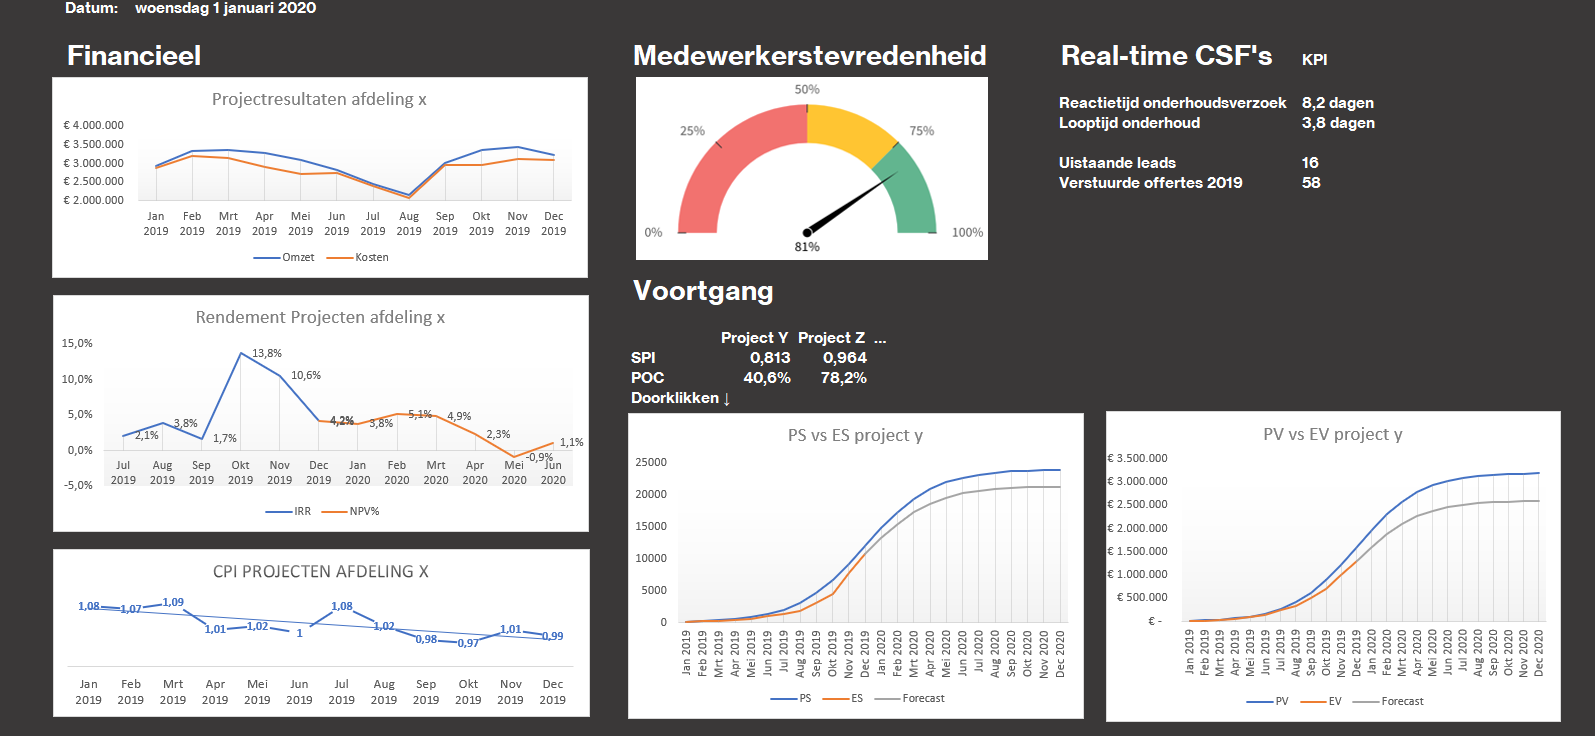 Datum: woensdag 1 januari 2020
Financieel
Projectresultaten afdeling x
€ 4.000.000
€ 3.500.000
€ 3.000.000
€ 2.500.000
€ 2.000.000
Jan Feb Mrt Apr Mei Jun Jul Aug Sep Okt Nov Dec
2019 2019 2019 2019 2019 2019 2019 2019 2019 2019 2019 2019
Omzet Kosten
Rendement Projecten afdeling x
15,0%
10,0%
5,0%
0,0%
-5,0%
2,1% 3,8% 1,7% 13,8% 10,6% 4,2% 3,8% 5,1% 4,9% 2,3% -0,9% 1,1%
Jul Aug Sep Okt Nov Dec Jan Feb Mrt Apr Mei Jun
2019 2019 2019 2019 2019 2019 2020 2020 2020 2020 2020 2020
IRR NPV%
CPI PROJECTEN AFDELING X
1,08 1,07 1,09 1,01 1,02 1 1,08 1,02 0,98 0,97 1,01 0,99
Jan Feb Mrt Apr Mei Jun Jul Aug Sep Okt Nov Dec
2019 2019 2019 2019 2019 2019 2019 2019 2019 2019 2019 2019
Medewerkerstevredenheid
0%
25%
50%
75%
100%
81%
Voortgang
Project Y Project Z ...
SPI 0,813 0,964
POC 40,6% 78,2%
Doorklikken ↓
PS vs ES project y
25000
20000
15000
10000
5000
0
Jan 2019
Feb 2019
Mrt 2019
Apr 2019
Mei 2019
Jun 2019
Jul 2019
Aug 2019
Sep 2019
Okt 2019
Nov 2019
Dec 2019
Jan 2020
Feb 2020
Mrt 2020
Apr 2020
Mei 2020
Jun 2020
Jul 2020
Aug 2020
Sep 2020
Okt 2020
Nov 2020
Dec 2020
PS ES Forecast
Real-time CSF's KPI
Reactietijd onderhoudsverzoek 8,2 dagen
Looptijd onderhoud 3,8 dagen
Uistaande leads 16
Verstuurde offertes 2019 58
PV vs EV project y
€ 3.500.000
€ 3.000.000
€ 2.500.000
€ 2.000.000
€ 1.500.000
€ 1.000.000
€ 500.000
€ -
Jan 2019
Feb 2019
Mrt 2019
Apr 2019
Mei 2019
Jun 2019
Jul 2019
Aug 2019
Sep 2019
Okt 2019
Nov 2019
Dec 2019
Jan 2020
Feb 2020
Mrt 2020
Apr 2020
Mei 2020
Jun 2020
Jul 2020
Aug 2020
Sep 2020
Okt 2020
Nov 2020
Dec 2020
PV EV Forecast